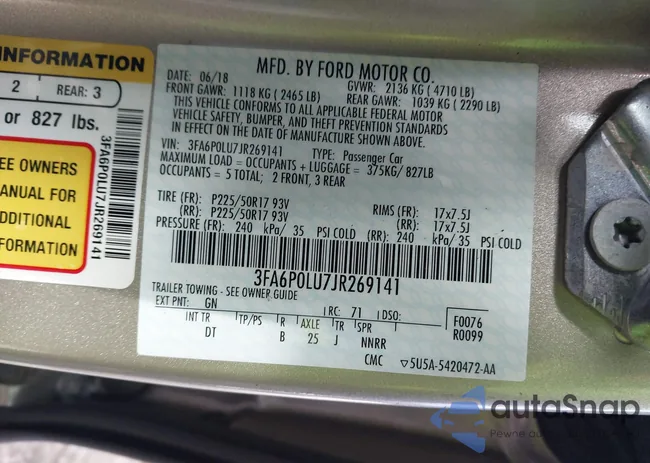 INFORMATION
2 REAR: 3
or 827 lbs.
EE OWNERS
ANUAL FOR
DDITIONAL
FORMATION
3FA6P0LU7JR269141
MFD. BY FORD MOTOR CO.
DATE: 06/18 GVWR: 2136 KG ( 4710 LB)
FRONT GAWR: 1118 KG ( 2465 LB) REAR GAWR: 1039 KG ( 2290 LB)
THIS VEHICLE CONFORMS TO ALL APPLICABLE FEDERAL MOTOR
VEHICLE SAFETY, BUMPER, AND THEFT PREVENTION STANDARDS
IN EFFECT ON THE DATE OF MANUFACTURE SHOWN ABOVE.
VIN: 3FA6P0LU7JR269141 TYPE: Passenger Car
MAXIMUM LOAD = OCCUPANTS + LUGGAGE = 375KG/ 827LB
OCCUPANTS = 5 TOTAL; 2 FRONT, 3 REAR
TIRE (FR): P225/50R17 93V RIMS (FR): 17x7.5J
(RR): P225/50R17 93V (RR): 17x7.5J
PRESSURE (FR): 240 kPa/ 35 PSI COLD (RR): 240 kPa/ 35 PSI COLD
3FA6P0LU7JR269141
TRAILER TOWING - SEE OWNER GUIDE
EXT PNT: GN RC: 71 DSO: F0076
INT TR TP/PS R AXLE TR SPR R0099
DT B 25 J NNRR
CMC 5U5A-5420472-AA
autoSnap
Pewne auto